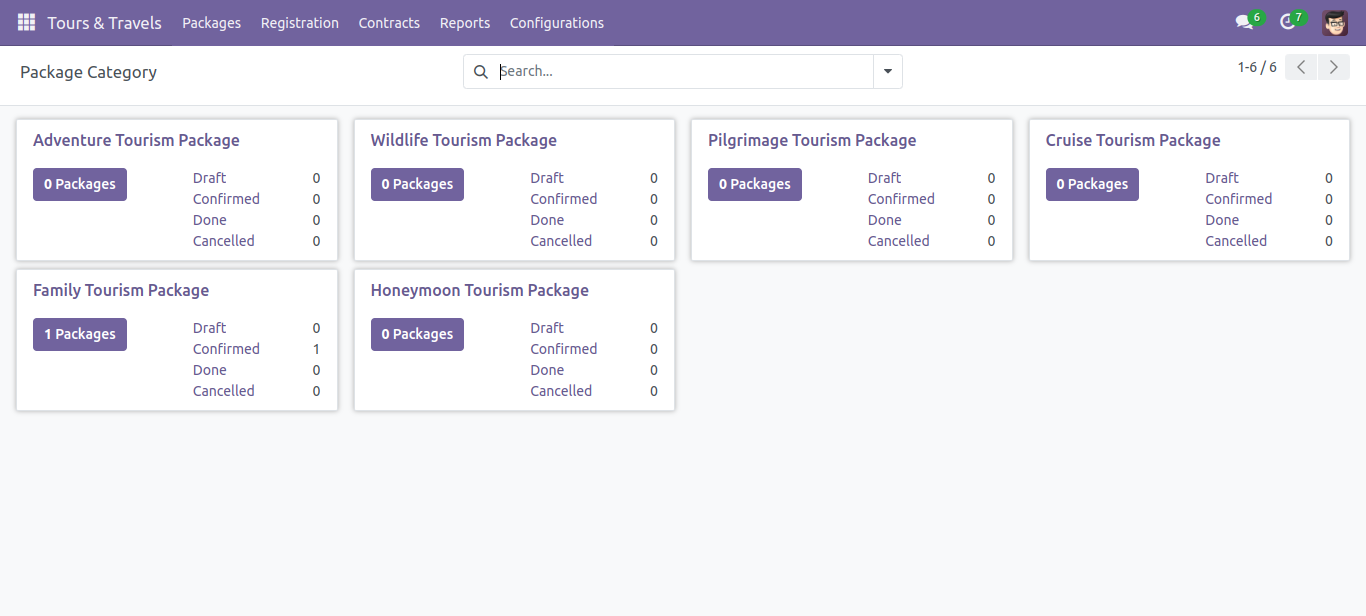 Tours & Travels Packages Registration Contracts Reports Configurations 6 7
Package Category Search... 1-6 / 6
Adventure Tourism Package
0 Packages
Draft 0
Confirmed 0
Done 0
Cancelled 0
Wildlife Tourism Package
0 Packages
Draft 0
Confirmed 0
Done 0
Cancelled 0
Pilgrimage Tourism Package
0 Packages
Draft 0
Confirmed 0
Done 0
Cancelled 0
Cruise Tourism Package
0 Packages
Draft 0
Confirmed 0
Done 0
Cancelled 0
Family Tourism Package
1 Packages
Draft 0
Confirmed 1
Done 0
Cancelled 0
Honeymoon Tourism Package
0 Packages
Draft 0
Confirmed 0
Done 0
Cancelled 0